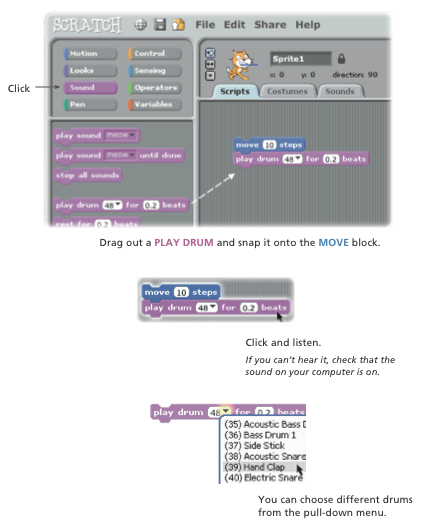 SCRATCH File Edit Share Help
Motion Control
Looks Sensing
Sound Operators
Pen Variables
Sprite1
x: 0 y: 0 direction: 90
Scripts Costumes Sounds
Click
play sound meow
play sound meow until done
stop all sounds
play drum 48 for 0.2 beats
rest for 0.2 beats
move 10 steps
play drum 48 for 0.2 beats
Drag out a PLAY DRUM and snap it onto the MOVE block.
move 10 steps
play drum 48 for 0.2 beats
Click and listen.
If you can't hear it, check that the
sound on your computer is on.
play drum 48 for 0.2 beats
(35) Acoustic Bass D
(36) Bass Drum 1
(37) Side Stick
(38) Acoustic Snare
(39) Hand Clap
(40) Electric Snare
You can choose different drums
from the pull-down menu.